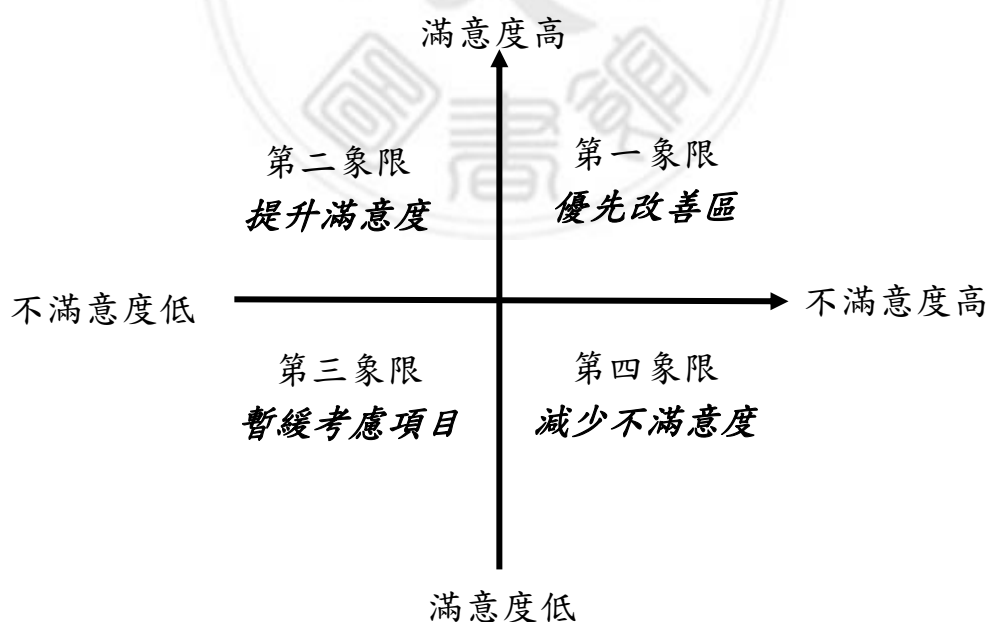 滿意度高
第二象限
提升滿意度
第一象限
優先改善區
不滿意度低
不滿意度高
第三象限
暫緩考慮項目
第四象限
減少不滿意度
滿意度低